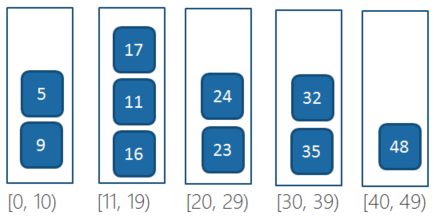 17
5 11 24 32
9 16 23 35 48
[0, 10) [11, 19) [20, 29) [30, 39) [40, 49)